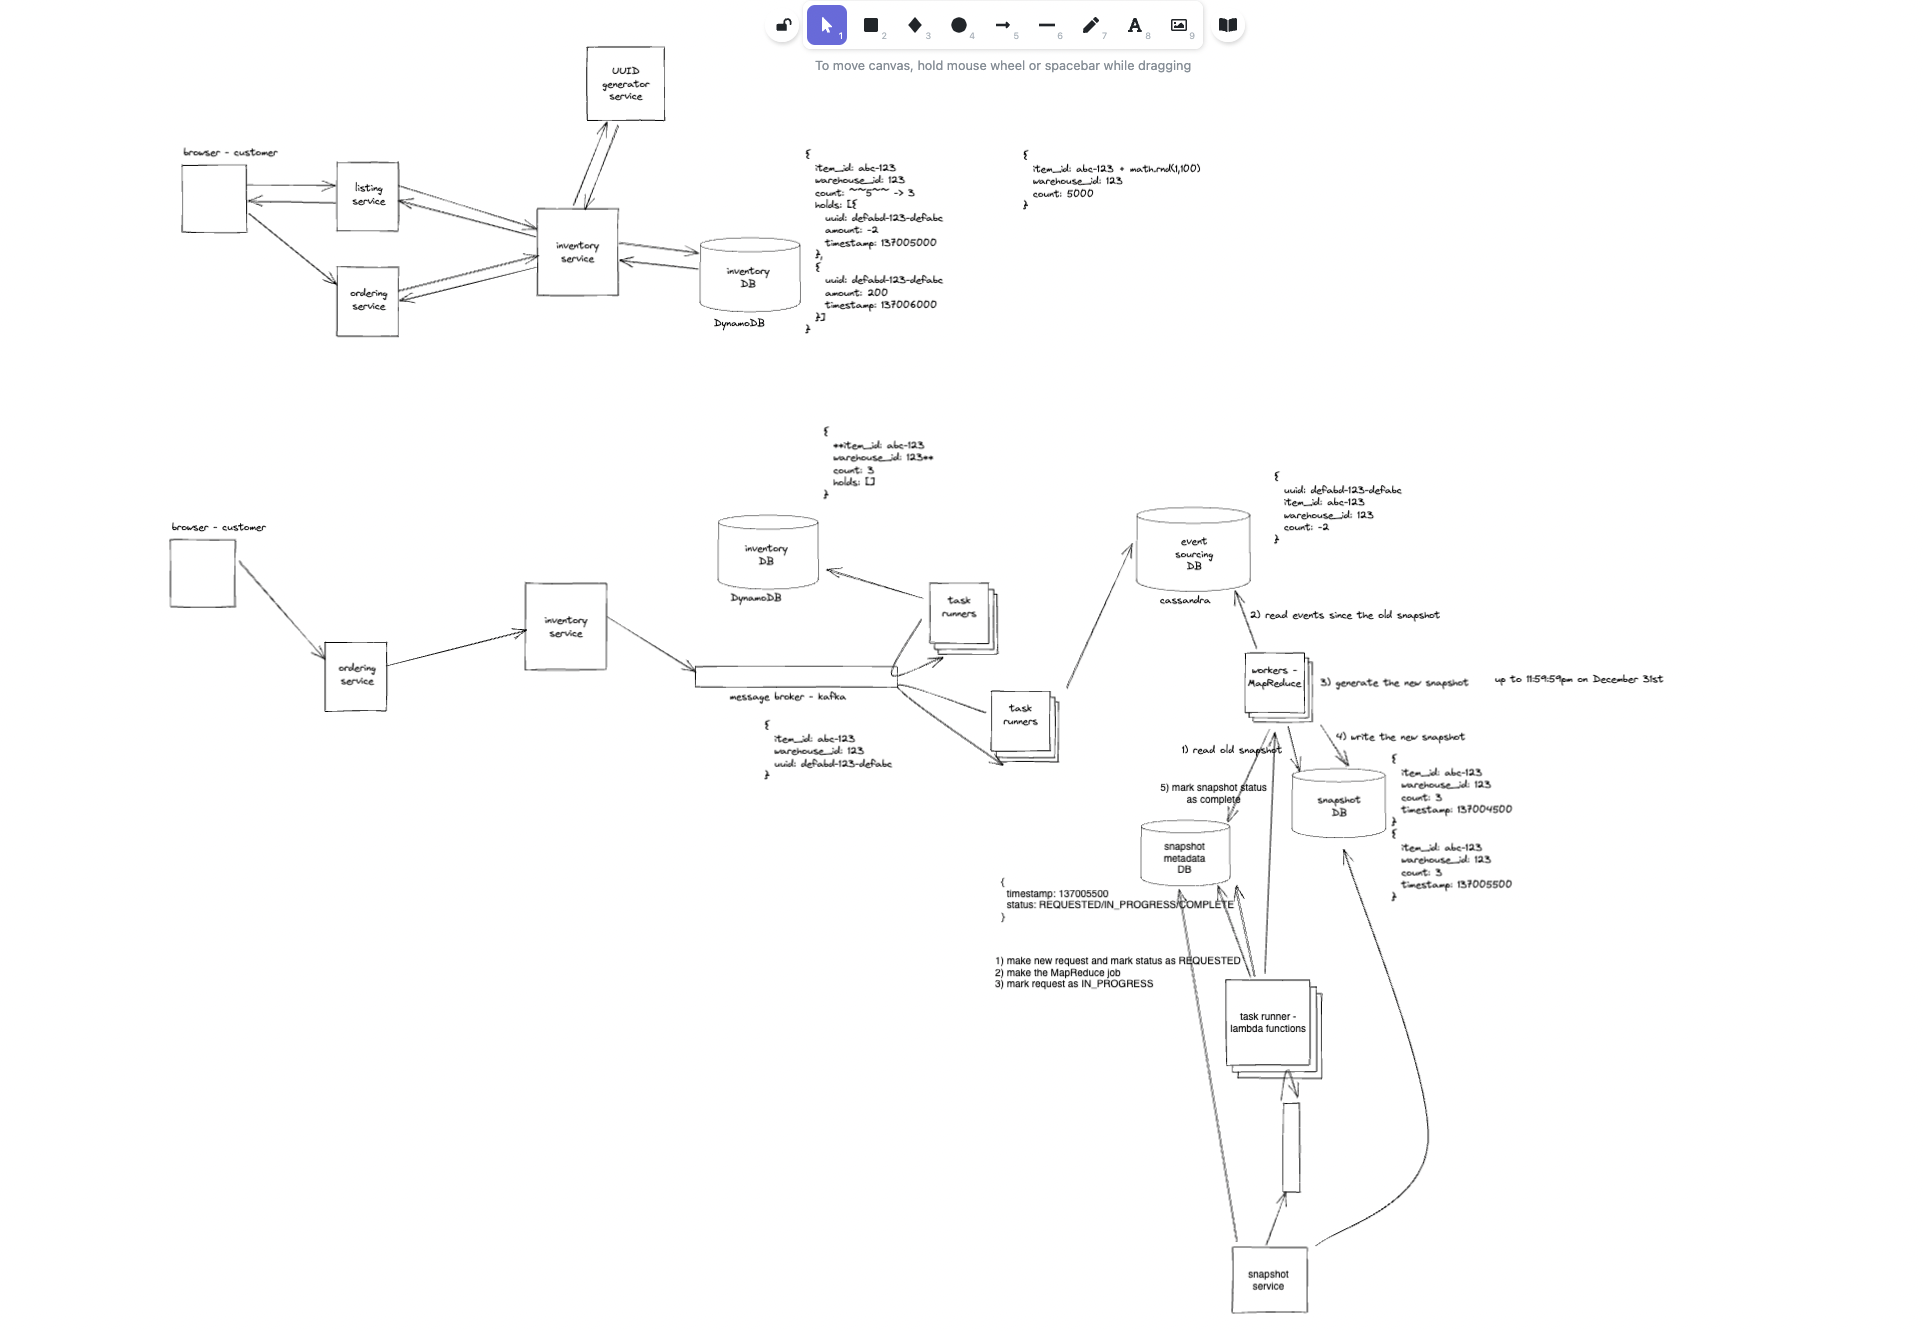 1
2
3
4
5
6
7
A
8
9
To move canvas, hold mouse wheel or spacebar while dragging
UUID
generator
service
browser - customer
listing
service
ordering
service
inventory
service
inventory
DB
DynamoDB
{
item_id: abc-123
warehouse_id: 123
count: ~~5~~ -> 3
holds: [{
uuid: defabd-123-defabc
amount: -2
timestamp: 137005000
},
{
uuid: defabd-123-defabc
amount: 200
timestamp: 137006000
}]
}
{
item_id: abc-123 + math.rnd(1,100)
warehouse_id: 123
count: 5000
}
{
**item_id: abc-123
warehouse_id: 123**
count: 3
holds: []
}
browser - customer
ordering
service
inventory
service
inventory
DB
DynamoDB
task
runners
message broker - kafka
{
item_id: abc-123
warehouse_id: 123
uuid: defabd-123-defabc
}
task
runners
event
sourcing
DB
cassandra
{
uuid: defabd-123-defabc
item_id: abc-123
warehouse_id: 123
count: -2
}
2) read events since the old snapshot
workers -
MapReduce
3) generate the new snapshot
up to 11:59:59pm on December 31st
4) write the new snapshot
1) read old snapshot
5) mark snapshot status
as complete
snapshot
DB
{
item_id: abc-123
warehouse_id: 123
count: 3
timestamp: 137004500
}
{
item_id: abc-123
warehouse_id: 123
count: 3
timestamp: 137005500
}
snapshot
metadata
DB
{
timestamp: 137005500
status: REQUESTED/IN_PROGRESS/COMPLETE
}
1) make new request and mark status as REQUESTED
2) make the MapReduce job
3) mark request as IN_PROGRESS
task runner -
lambda functions
snapshot
service